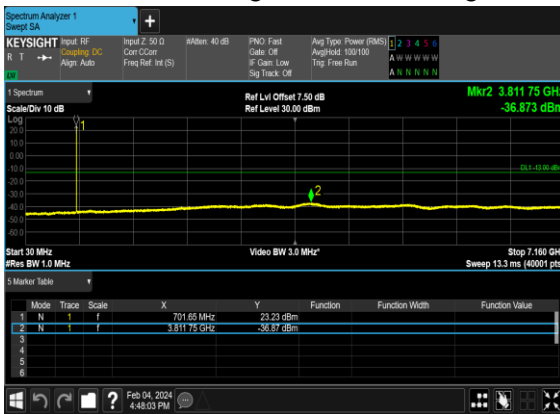 Spectrum Analyzer 1
Swept SA
KEYSIGHT Input: RF Input Z: 50 Ω #Atten: 40 dB PNO: Fast Avg Type: Power (RMS) 1 2 3 4 5 6
R T Coupling: DC Corr CCorr Gate: Off Avg|Hold: 100/100 A W W W W W
Align: Auto Freq Ref: Int (S) IF Gain: Low Trig: Free Run
Sig Track: Off A N N N N N
LV
1 Spectrum Ref Lvl Offset 7.50 dB Mkr2 3.811 75 GH
Scale/Div 10 dB Ref Level 30.00 dBm -36.873 dBm
Log
1
20.0
10.0
0.00
-10.0
DL1 -13.00 dB
-20.0
-30.0
2
-40.0
-50.0
-60.0
Start 30 MHz Video BW 3.0 MHz* Stop 7.160 GH
#Res BW 1.0 MHz Sweep 13.3 ms (40001 pts
5 Marker Table
Mode Trace Scale X Y Function Function Width Function Value
1 N 1 f 701.65 MHz 23.23 dBm
2 N 1 f 3.811 75 GHz -36.87 dBm
3
4
5
6
? Feb 04, 2024
4:48:03 PM